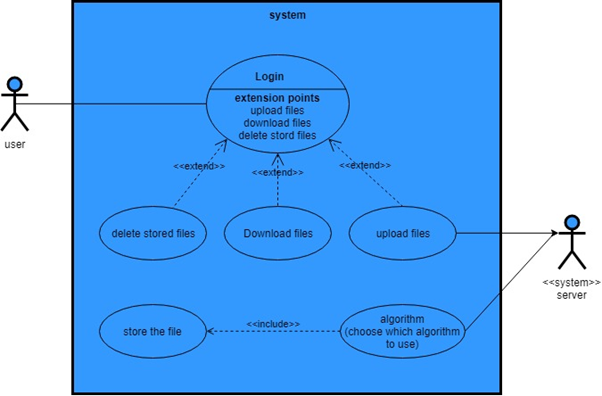 system
Login
extension points
upload files
download files
delete stord files
user
<<extend>>
<<extend>>
<<extend>>
delete stored files
Download files
upload files
<<system>>
server
store the file
<<include>>
algorithm
(choose which algorithm
to use)